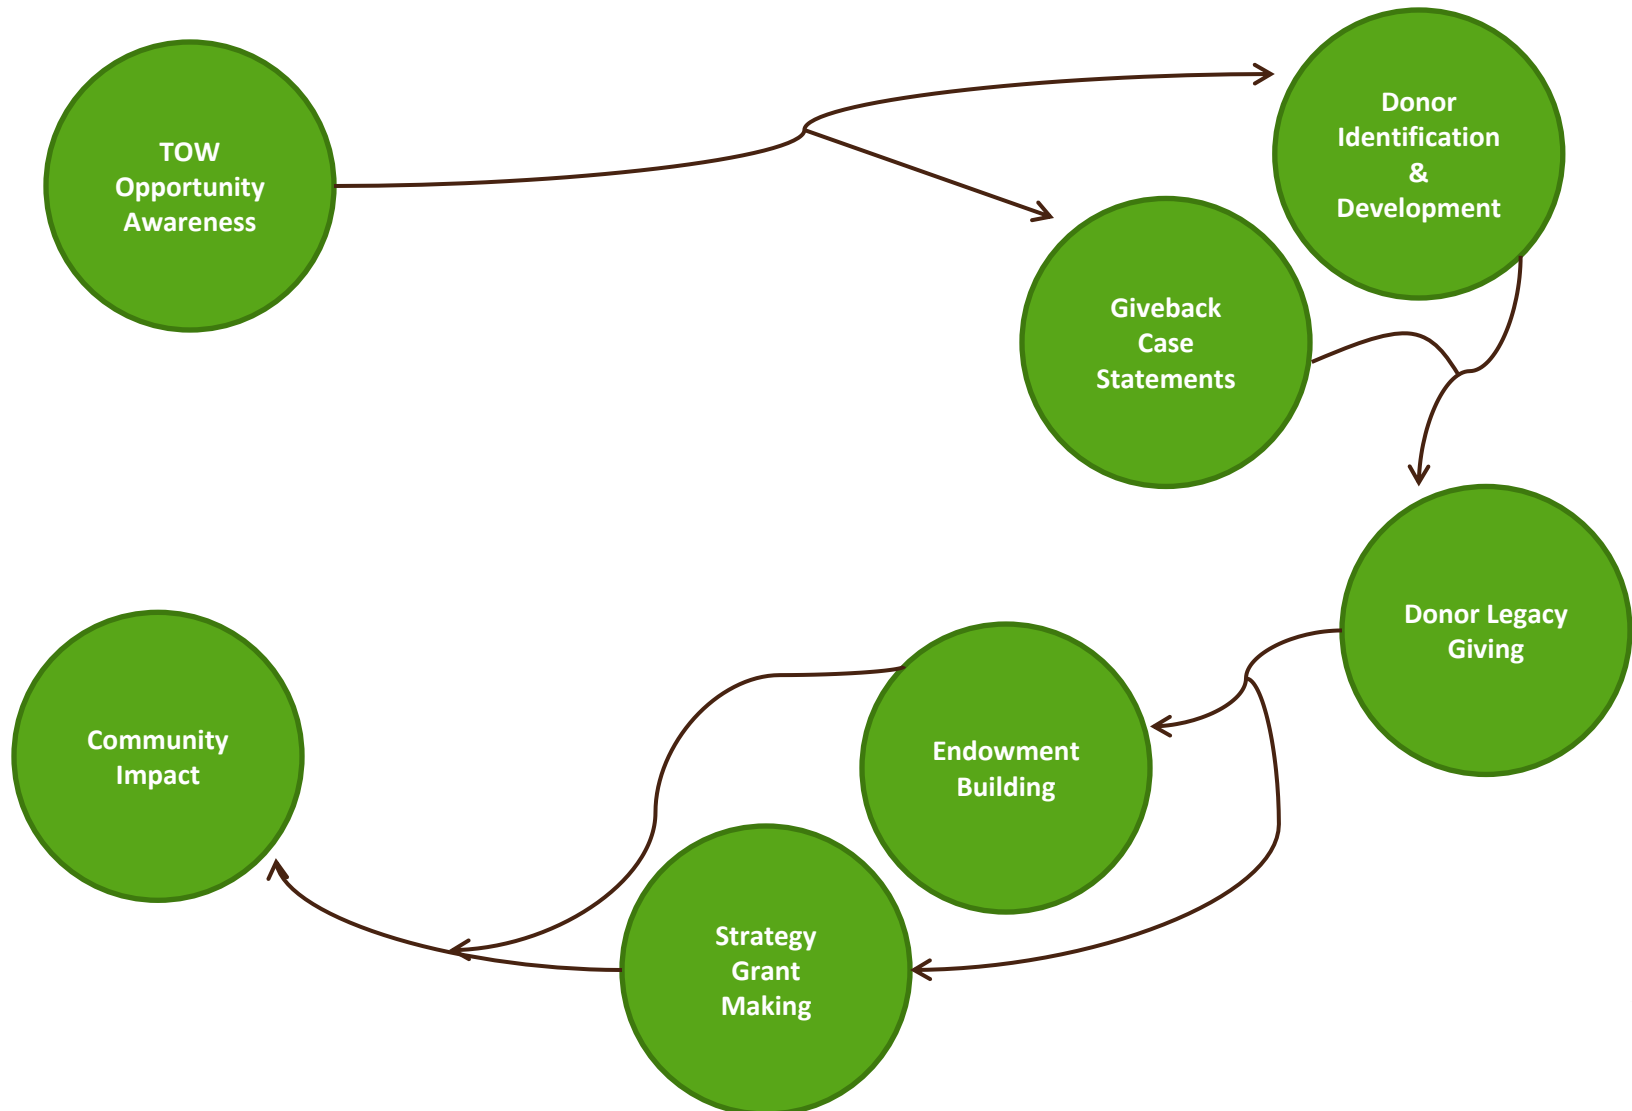 TOW
Opportunity
Awareness
Donor
Identification
&
Development
Giveback
Case
Statements
Donor Legacy
Giving
Endowment
Building
Strategy
Grant
Making
Community
Impact